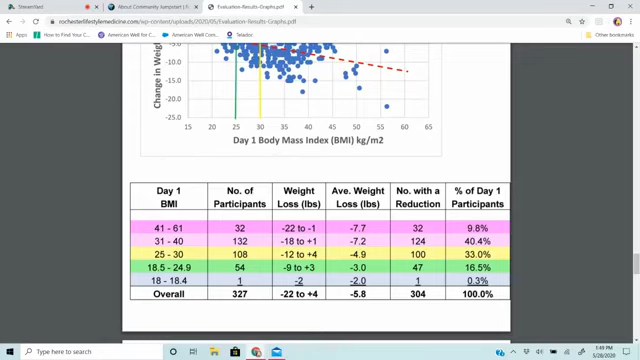 StreamYard
About Community Jumpstart
Evaluation-Results-Graphs.pdf
rochesterlifestylemedicine.com/wp-content/uploads/2020/05/Evaluation-Results-Graphs.pdf
Apps
How to Find Your C
American Well for C
American Well - Co
Other bookmarks
Change in Weigh
-5.0
-10.0
-15.0
-20.0
-25.0
15 20 25 30 35 40 45 50 55 60 65
Day 1 Body Mass Index (BMI) kg/m2
Day 1 BMI No. of Participants Weight Loss (lbs) Ave. Weight Loss (lbs) No. with a Reduction % of Day 1 Participants
41 - 61 32 -22 to -1 -7.7 32 9.8%
31 - 40 132 -18 to +1 -7.2 124 40.4%
25 - 30 108 -12 to +4 -4.9 100 33.0%
18.5 - 24.9 54 -9 to +3 -3.0 47 16.5%
18 - 18.4 1 -2 -2.0 1 0.3%
Overall 327 -22 to +4 -5.8 304 100.0%
Type here to search
1:49 PM
5/28/2020